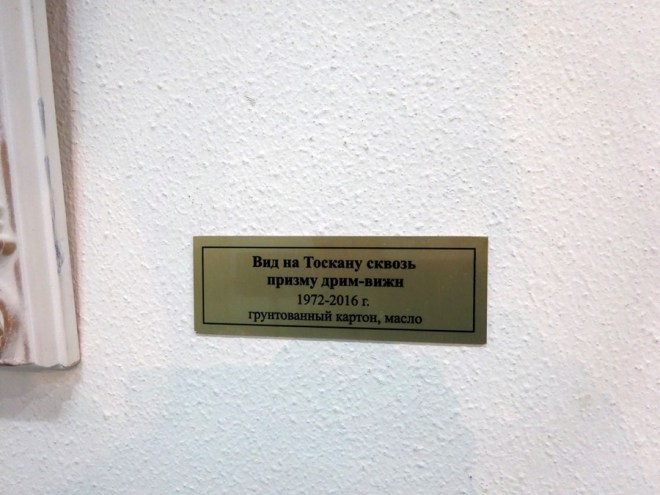 Вид на Тоскану сквозь
призму дрим-вижн
1972-2016 г.
грунтованный картон, масло